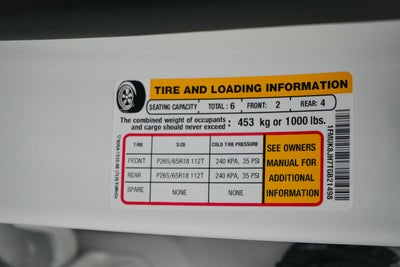 TIRE AND LOADING INFORMATION
SEATING CAPACITY TOTAL : 6 FRONT: 2 REAR: 4
The combined weight of occupants and cargo should never exceed : 453 kg or 1000 lbs.
TIRE SIZE COLD TIRE PRESSURE
FRONT P265/65R18 112T 240 KPA, 35 PSI
REAR P265/65R18 112T 240 KPA, 35 PSI
SPARE NONE NONE
SEE OWNERS
MANUAL FOR
ADDITIONAL
INFORMATION
1FMUK8JH7TGB21498